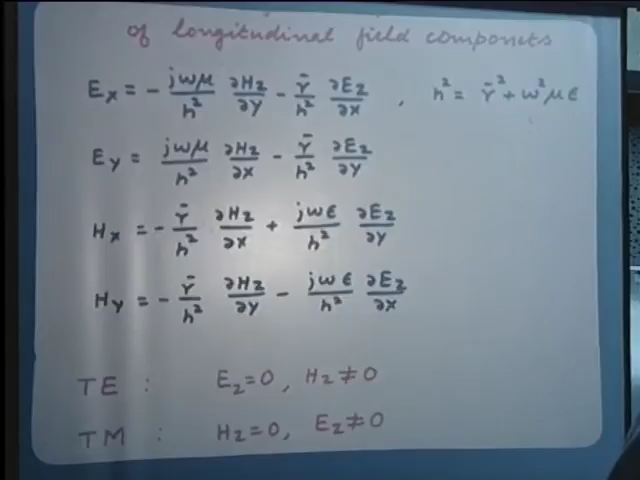 of longitudinal field componets
Ex = - jωμ/h² ∂Hz/∂y - γ̄/h² ∂Ez/∂x , h² = γ̄² + ω²μϵ
Ey = jωμ/h² ∂Hz/∂x - γ̄/h² ∂Ez/∂y
Hx = - γ̄/h² ∂Hz/∂x + jωϵ/h² ∂Ez/∂y
Hy = - γ̄/h² ∂Hz/∂y - jωϵ/h² ∂Ez/∂x
TE : Ez=0, Hz≠0
TM : Hz=0, Ez≠0